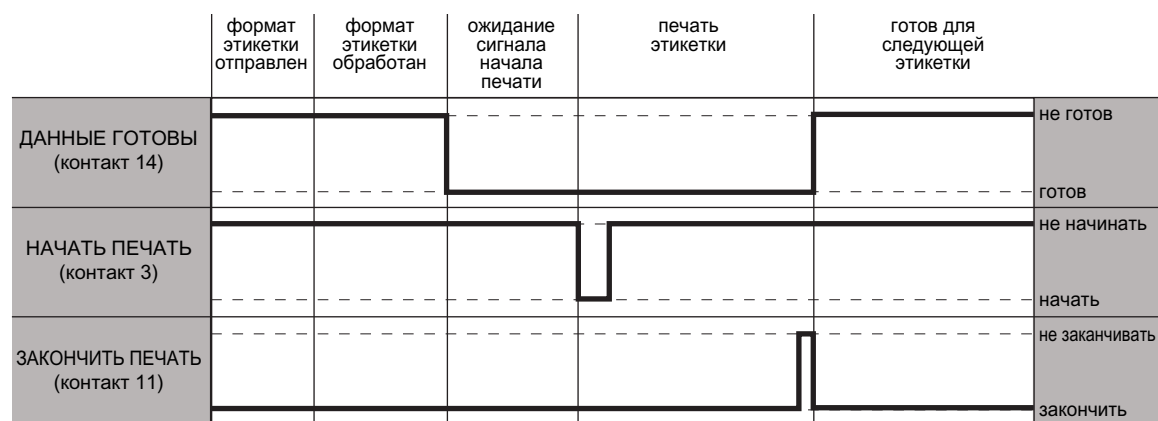 формат
этикетки
отправлен
формат
этикетки
обработан
ожидание
сигнала
начала
печати
печать
этикетки
готов для
следующей
этикетки
ДАННЫЕ ГОТОВЫ
(контакт 14)
не готов
готов
НАЧАТЬ ПЕЧАТЬ
(контакт 3)
не начинать
начать
ЗАКОНЧИТЬ ПЕЧАТЬ
(контакт 11)
не заканчивать
закончить